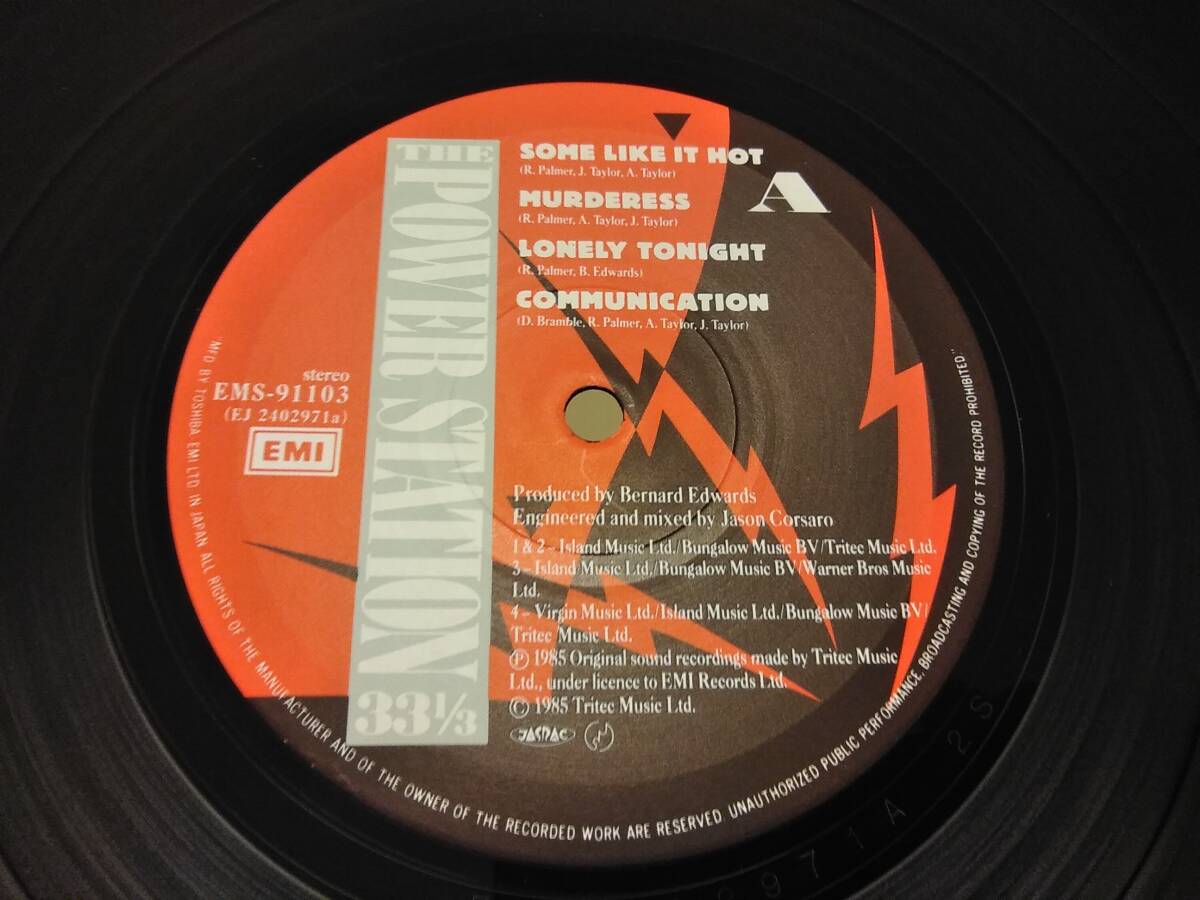 THE
POWER STATION
33⅓
SOME LIKE IT HOT
(R. Palmer, J. Taylor, A. Taylor)
MURDERESS
(R. Palmer, A. Taylor, J. Taylor)
LONELY TONIGHT
(R. Palmer, B. Edwards)
COMMUNICATION
(D. Bramble, R. Palmer, A. Taylor, J. Taylor)
A
stereo
EMS-91103
(EJ 2402971a)
EMI
Produced by Bernard Edwards
Engineered and mixed by Jason Corsaro
1 & 2 – Island Music Ltd./Bungalow Music BV/Tritec Music Ltd.
3 – Island Music Ltd./Bungalow Music BV/Warner Bros Music
Ltd.
4 – Virgin Music Ltd./Island Music Ltd./Bungalow Music BV/
Tritec Music Ltd.
Ⓟ 1985 Original sound recordings made by Tritec Music
Ltd., under licence to EMI Records Ltd.
© 1985 Tritec Music Ltd.
JASRAC
"MFD BY TOSHIBA EMI LTD IN JAPAN ALL RIGHTS OF THE MANUFACTURER AND OF THE OWNER OF THE RECORDED WORK ARE RESERVED. UNAUTHORIZED PUBLIC PERFORMANCE, BROADCASTING AND COPYING OF THE RECORD PROHIBITED."
971A 2S